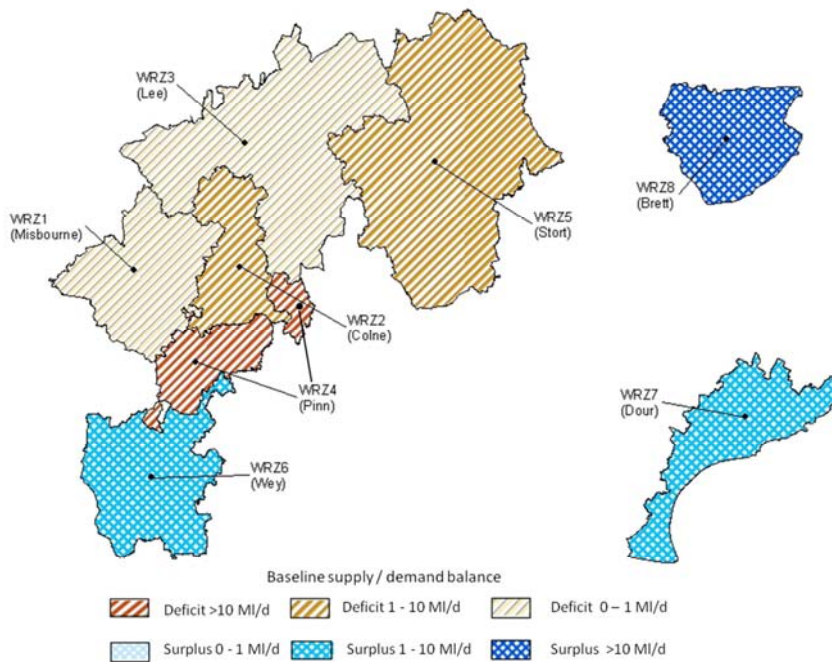 WRZ3
(Lee)
WRZ8
(Brett)
WRZ5
(Stort)
WRZ1
(Misbourne)
WRZ2
(Colne)
WRZ4
(Pinn)
WRZ7
(Dour)
WRZ6
(Wey)
Baseline supply / demand balance
Deficit >10 Ml/d
Deficit 1 - 10 Ml/d
Deficit 0 – 1 Ml/d
Surplus 0 - 1 Ml/d
Surplus 1 - 10 Ml/d
Surplus >10 Ml/d